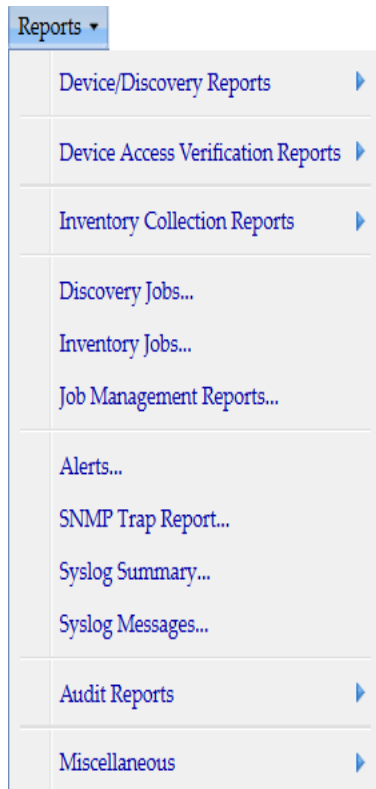 Reports
Device/Discovery Reports
Device Access Verification Reports
Inventory Collection Reports
Discovery Jobs...
Inventory Jobs...
Job Management Reports...
Alerts...
SNMP Trap Report...
Syslog Summary...
Syslog Messages...
Audit Reports
Miscellaneous